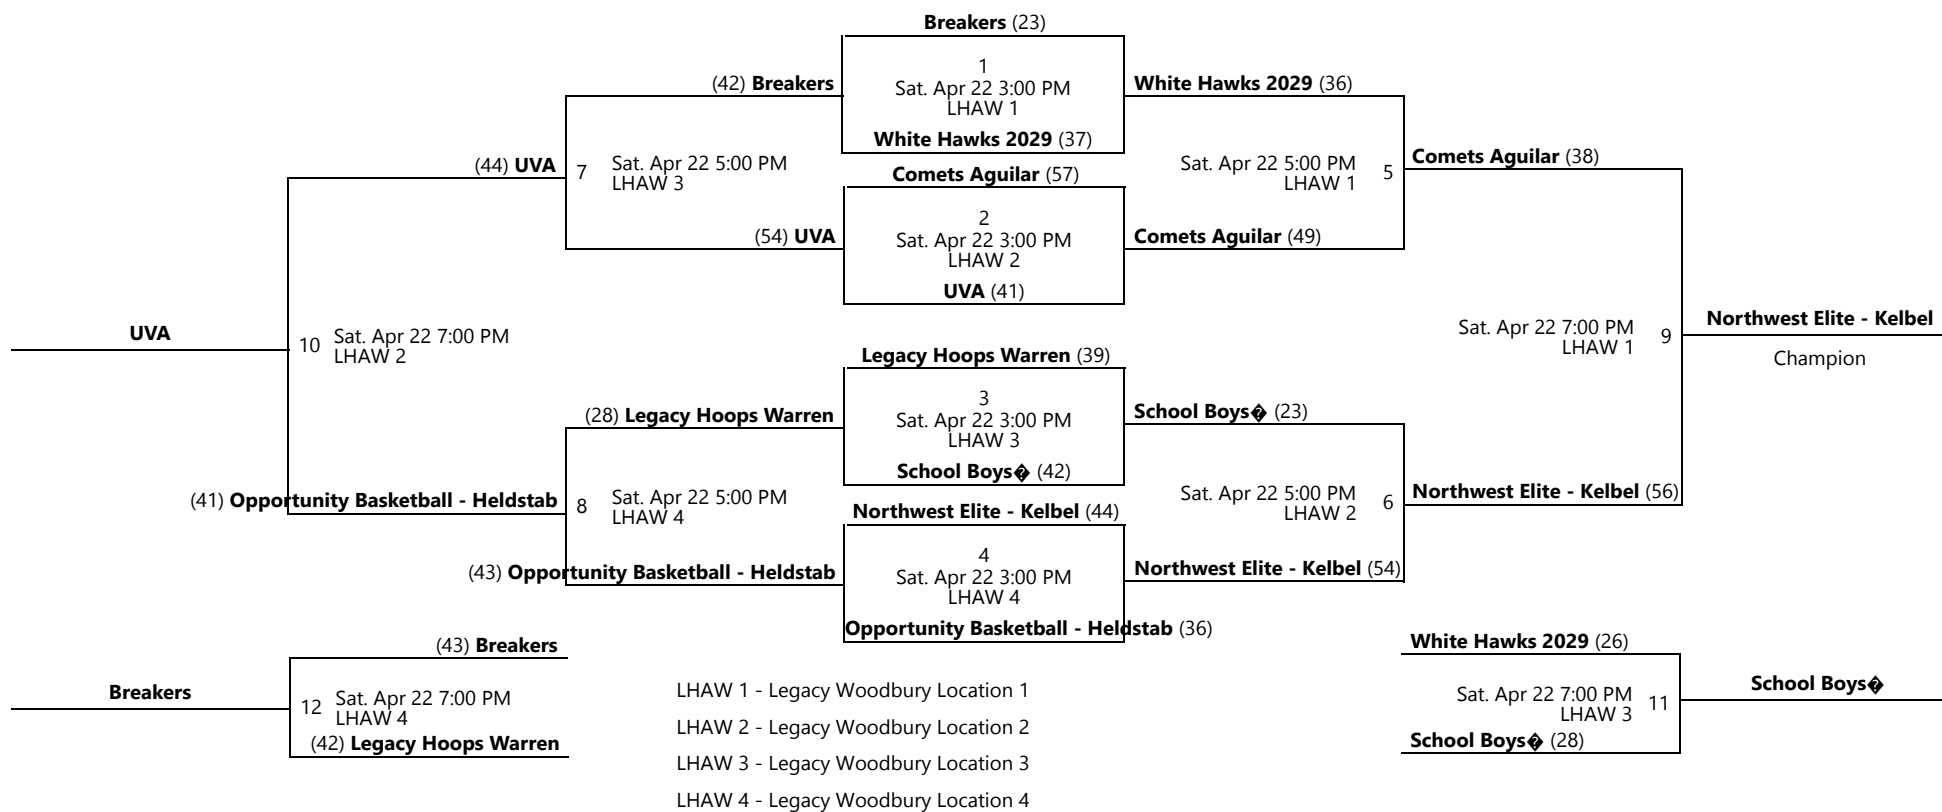 Breakers (23)
1
Sat. Apr 22 3:00 PM
LHAW 1
White Hawks 2029 (37)
(42) Breakers
White Hawks 2029 (36)
(44) UVA
7
Sat. Apr 22 5:00 PM
LHAW 3
Comets Aguilar (57)
2
Sat. Apr 22 3:00 PM
LHAW 2
UVA (41)
Sat. Apr 22 5:00 PM
LHAW 1
5
Comets Aguilar (38)
(54) UVA
Comets Aguilar (49)
UVA
10
Sat. Apr 22 7:00 PM
LHAW 2
Legacy Hoops Warren (39)
3
Sat. Apr 22 3:00 PM
LHAW 3
School Boys� (42)
Sat. Apr 22 7:00 PM
LHAW 1
9
Northwest Elite - Kelbel
Champion
(28) Legacy Hoops Warren
School Boys� (23)
(41) Opportunity Basketball - Heldstab
8
Sat. Apr 22 5:00 PM
LHAW 4
Northwest Elite - Kelbel (44)
4
Sat. Apr 22 3:00 PM
LHAW 4
Opportunity Basketball - Heldstab (36)
Sat. Apr 22 5:00 PM
LHAW 2
6
Northwest Elite - Kelbel (56)
(43) Opportunity Basketball - Heldstab
Northwest Elite - Kelbel (54)
(43) Breakers
Breakers
12
Sat. Apr 22 7:00 PM
LHAW 4
(42) Legacy Hoops Warren
LHAW 1 - Legacy Woodbury Location 1
LHAW 2 - Legacy Woodbury Location 2
LHAW 3 - Legacy Woodbury Location 3
LHAW 4 - Legacy Woodbury Location 4
White Hawks 2029 (26)
Sat. Apr 22 7:00 PM
LHAW 3
11
School Boys� (28)
School Boys�